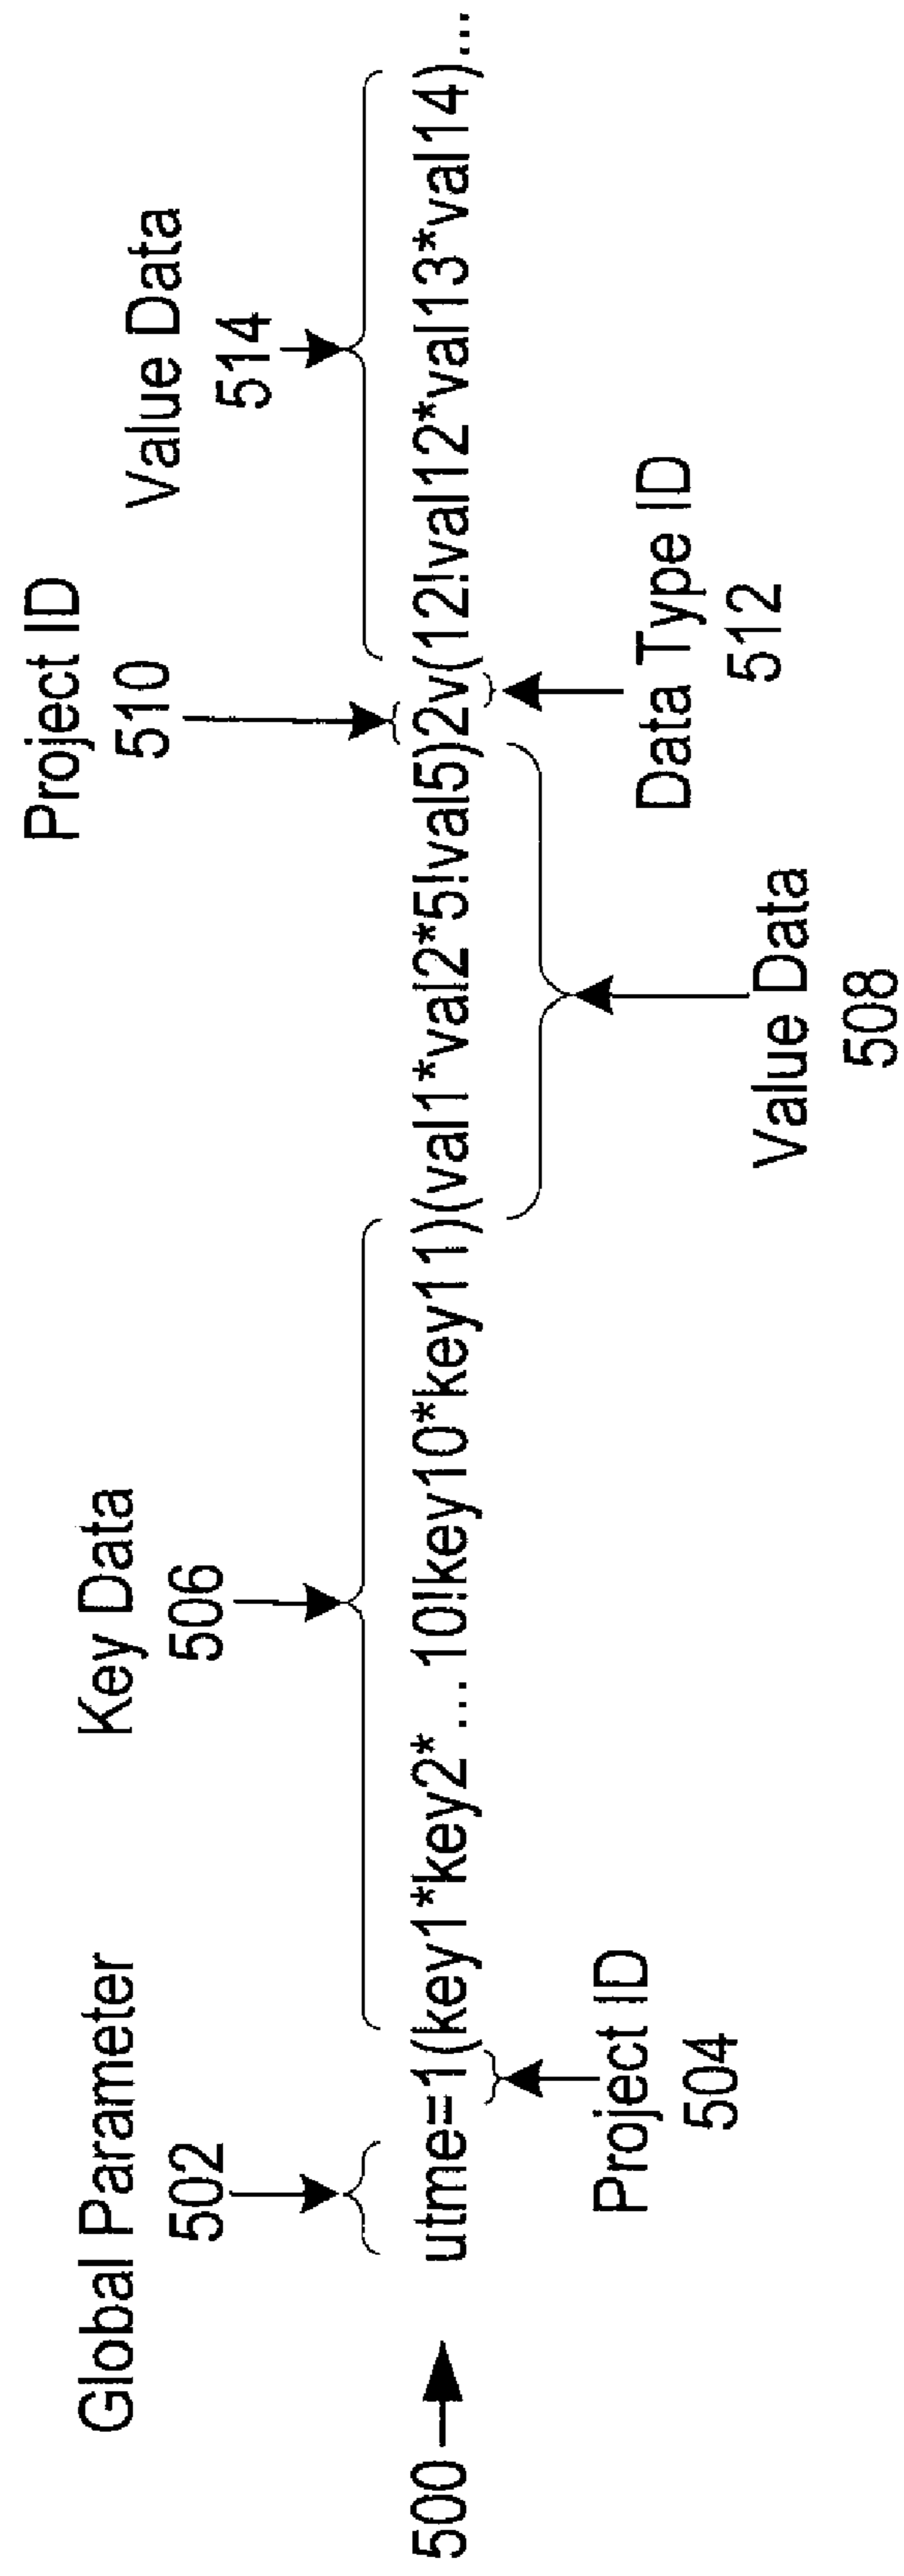 Global Parameter
502
Key Data
506
Project ID
510
Value Data
514
500
utme=1(key1*key2* ... 10!key10*key11)(val1*val2*5!val5)2v(12!val12*val13*val14)...
Project ID
504
Value Data
508
Data Type ID
512